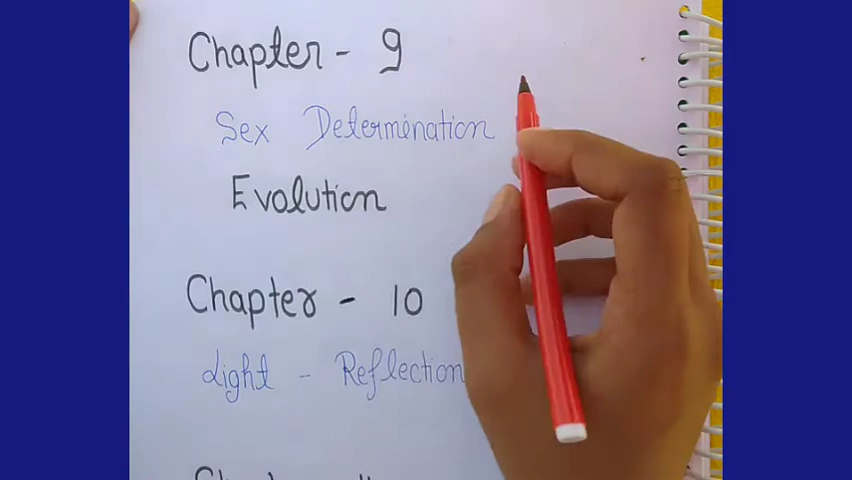 Chapter - 9
Sex Determination
Evolution
Chapter - 10
Light - Reflection